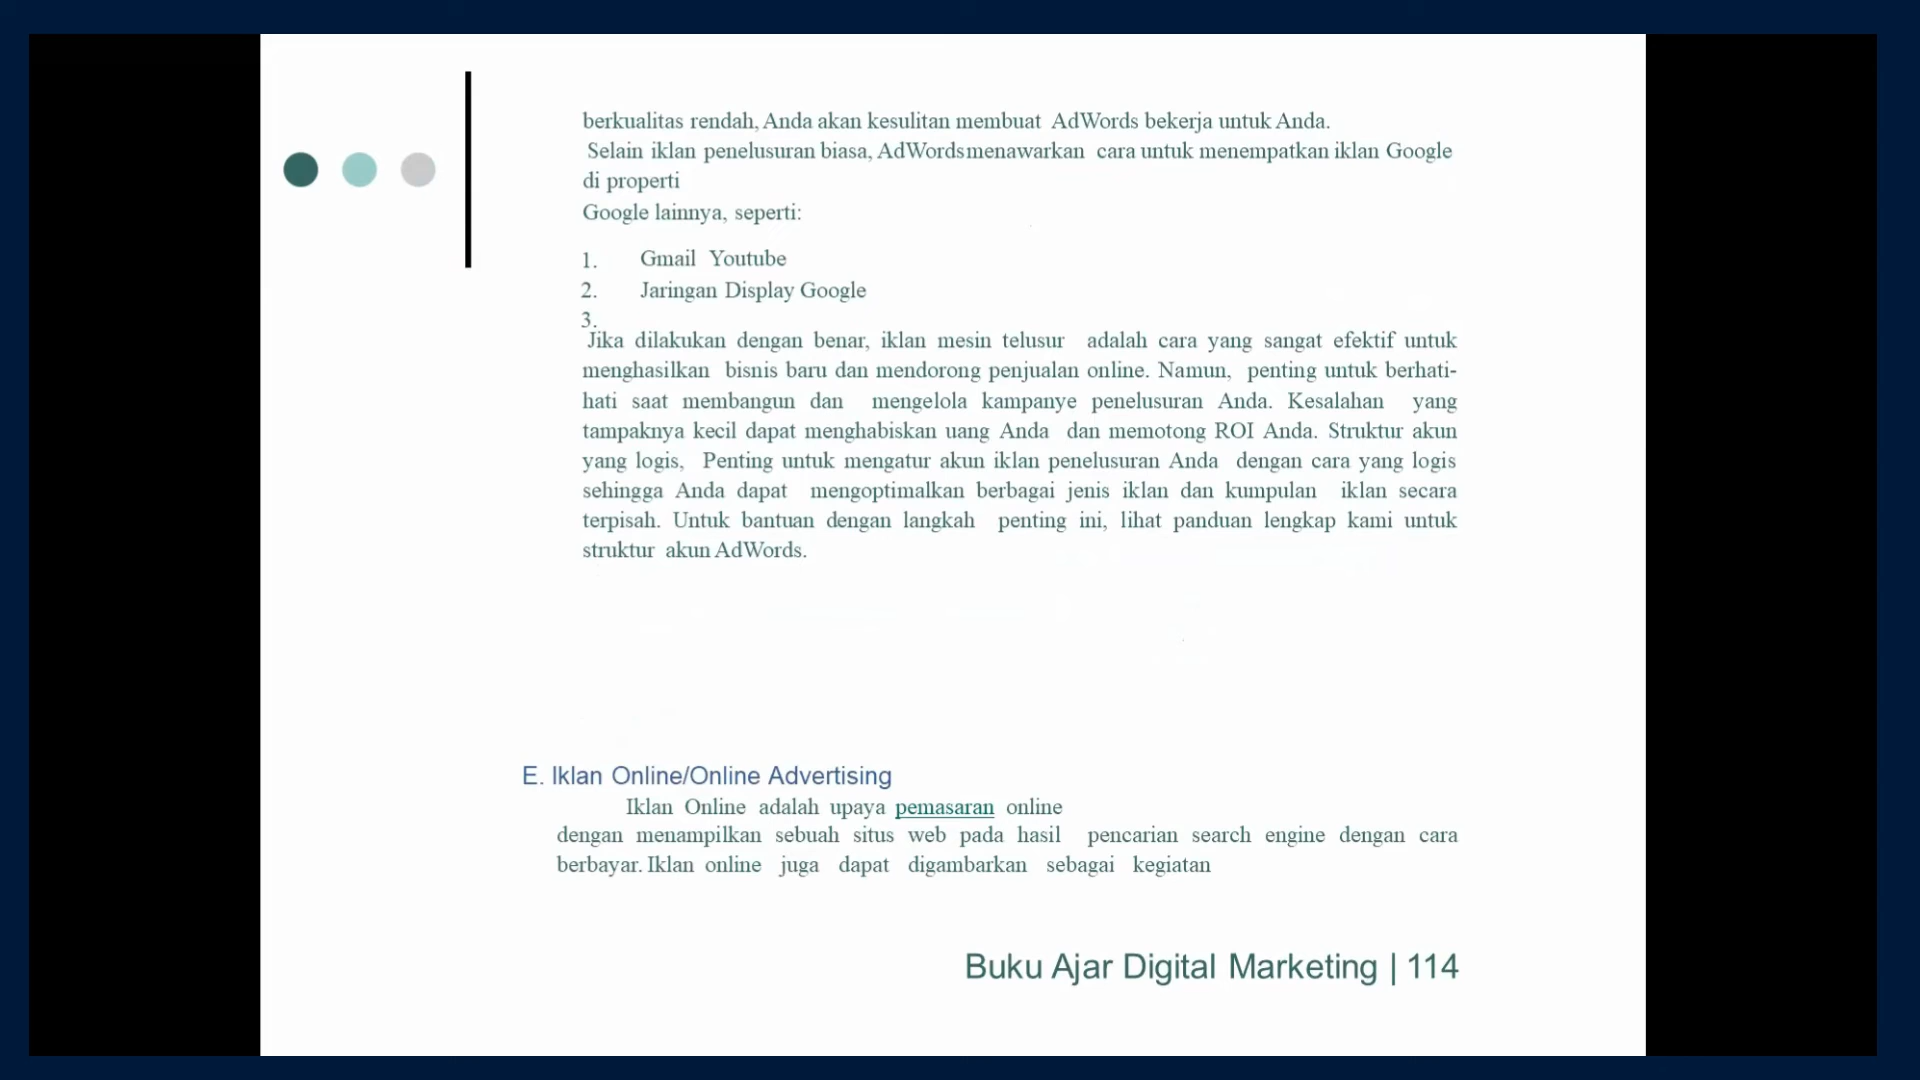 berkualitas rendah, Anda akan kesulitan membuat AdWords bekerja untuk Anda.
Selain iklan penelusuran biasa, AdWordsmenawarkan cara untuk menempatkan iklan Google
di properti
Google lainnya, seperti:
1. Gmail Youtube
2. Jaringan Display Google
3.
Jika dilakukan dengan benar, iklan mesin telusur adalah cara yang sangat efektif untuk
menghasilkan bisnis baru dan mendorong penjualan online. Namun, penting untuk berhati-
hati saat membangun dan mengelola kampanye penelusuran Anda. Kesalahan yang
tampaknya kecil dapat menghabiskan uang Anda dan memotong ROI Anda. Struktur akun
yang logis, Penting untuk mengatur akun iklan penelusuran Anda dengan cara yang logis
sehingga Anda dapat mengoptimalkan berbagai jenis iklan dan kumpulan iklan secara
terpisah. Untuk bantuan dengan langkah penting ini, lihat panduan lengkap kami untuk
struktur akun AdWords.
E. Iklan Online/Online Advertising
Iklan Online adalah upaya pemasaran online
dengan menampilkan sebuah situs web pada hasil pencarian search engine dengan cara
berbayar. Iklan online juga dapat digambarkan sebagai kegiatan
Buku Ajar Digital Marketing | 114